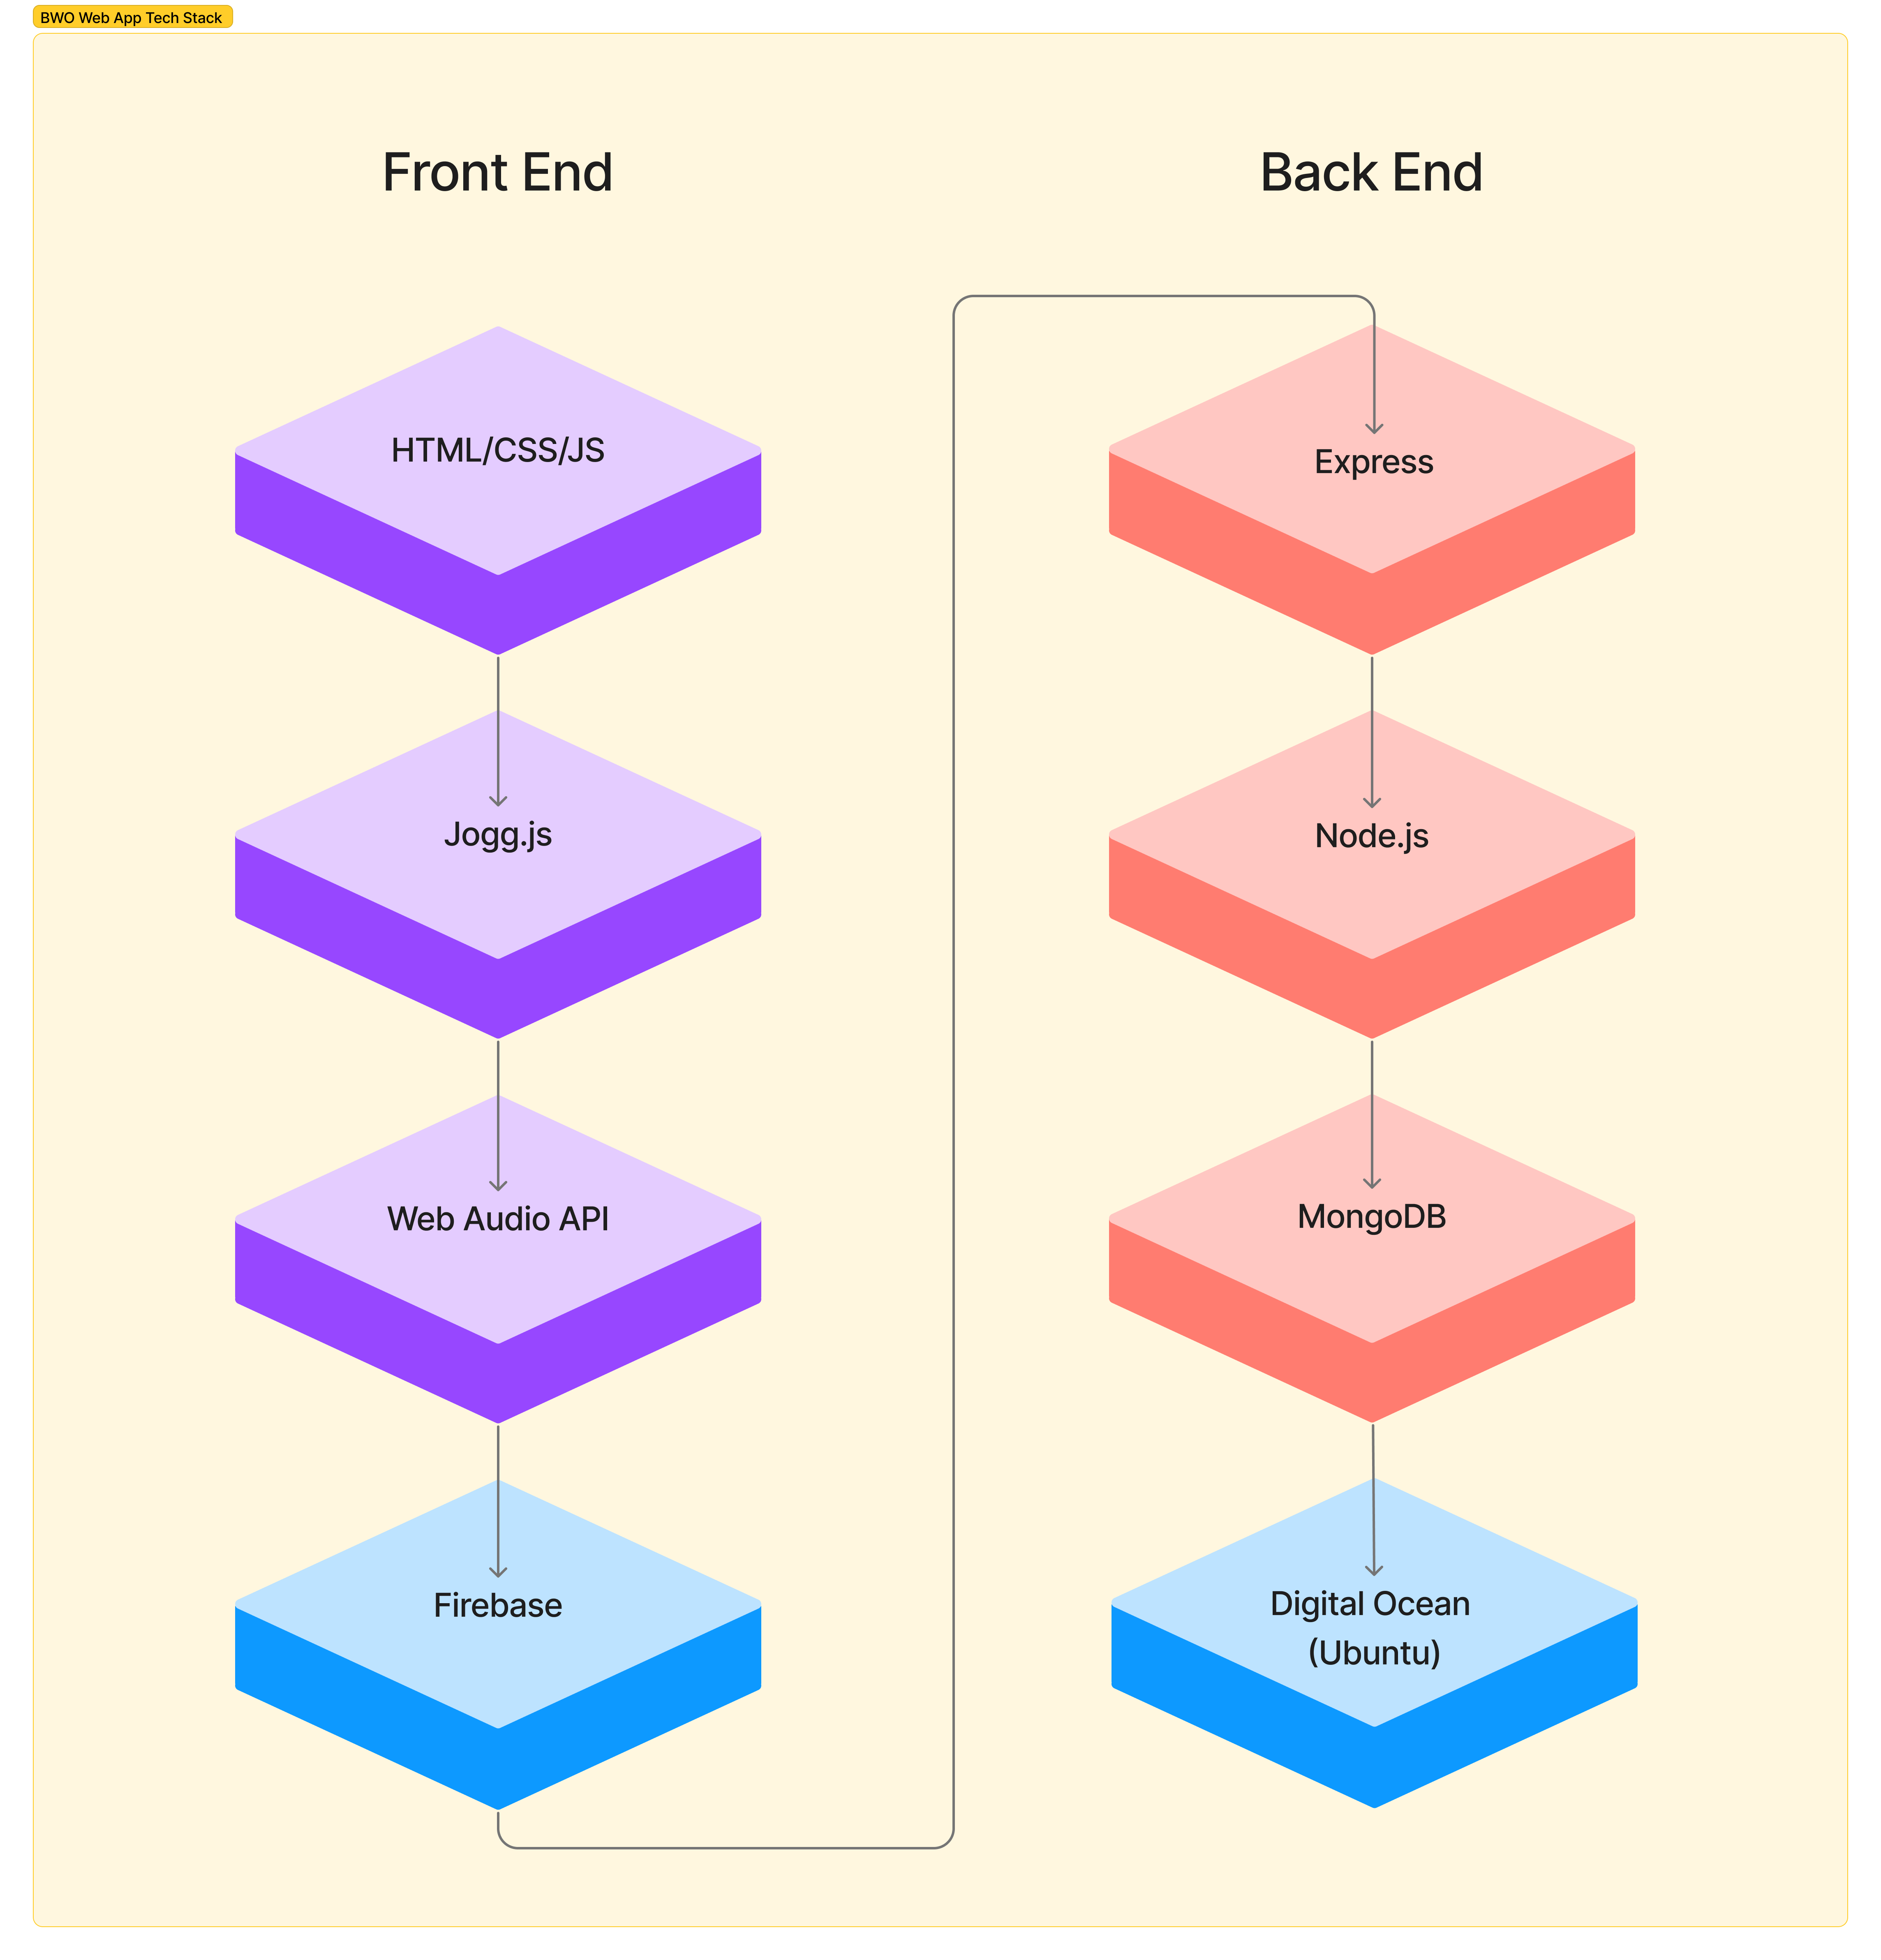 BWO Web App Tech Stack
Front End
HTML/CSS/JS
Jogg.js
Web Audio API
Firebase
Back End
Express
Node.js
MongoDB
Digital Ocean
(Ubuntu)